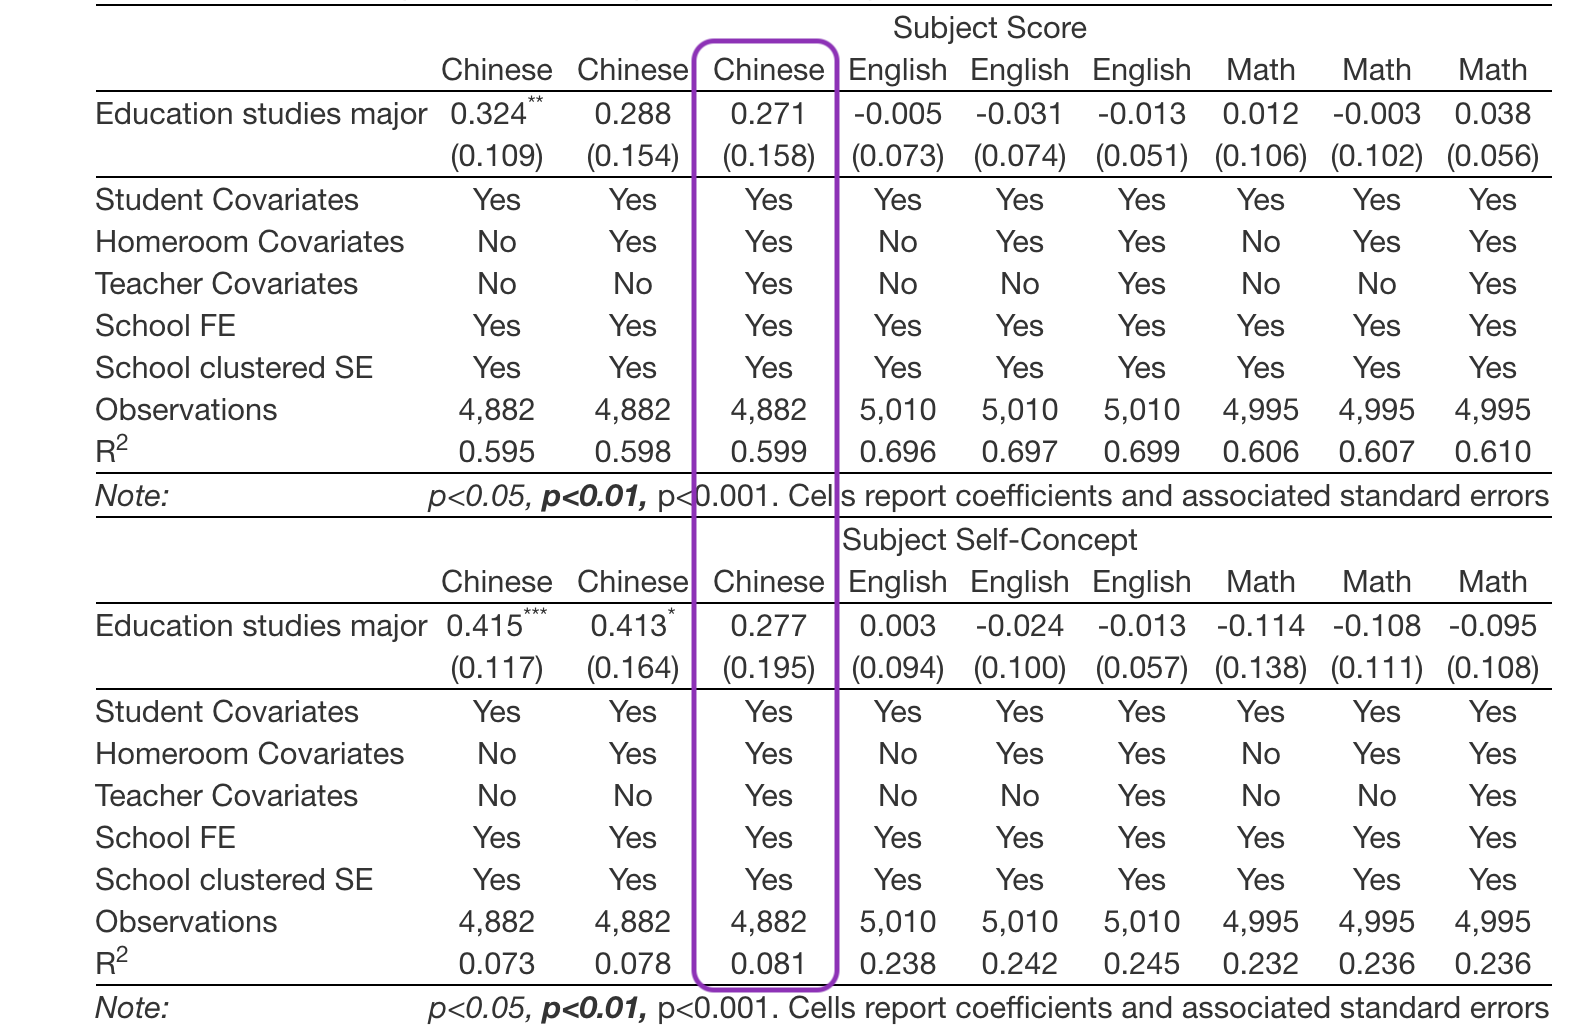 Subject Score
Chinese Chinese Chinese English English English Math Math Math
Education studies major 0.324** 0.288 0.271 -0.005 -0.031 -0.013 0.012 -0.003 0.038
(0.109) (0.154) (0.158) (0.073) (0.074) (0.051) (0.106) (0.102) (0.056)
Student Covariates Yes Yes Yes Yes Yes Yes Yes Yes Yes
Homeroom Covariates No Yes Yes No Yes Yes No Yes Yes
Teacher Covariates No No Yes No No Yes No No Yes
School FE Yes Yes Yes Yes Yes Yes Yes Yes Yes
School clustered SE Yes Yes Yes Yes Yes Yes Yes Yes Yes
Observations 4,882 4,882 4,882 5,010 5,010 5,010 4,995 4,995 4,995
R2 0.595 0.598 0.599 0.696 0.697 0.699 0.606 0.607 0.610
Note: p<0.05, p<0.01, p<0.001. Cells report coefficients and associated standard errors
Subject Self-Concept
Chinese Chinese Chinese English English English Math Math Math
Education studies major 0.415*** 0.413* 0.277 0.003 -0.024 -0.013 -0.114 -0.108 -0.095
(0.117) (0.164) (0.195) (0.094) (0.100) (0.057) (0.138) (0.111) (0.108)
Student Covariates Yes Yes Yes Yes Yes Yes Yes Yes Yes
Homeroom Covariates No Yes Yes No Yes Yes No Yes Yes
Teacher Covariates No No Yes No No Yes No No Yes
School FE Yes Yes Yes Yes Yes Yes Yes Yes Yes
School clustered SE Yes Yes Yes Yes Yes Yes Yes Yes Yes
Observations 4,882 4,882 4,882 5,010 5,010 5,010 4,995 4,995 4,995
R2 0.073 0.078 0.081 0.238 0.242 0.245 0.232 0.236 0.236
Note: p<0.05, p<0.01, p<0.001. Cells report coefficients and associated standard errors